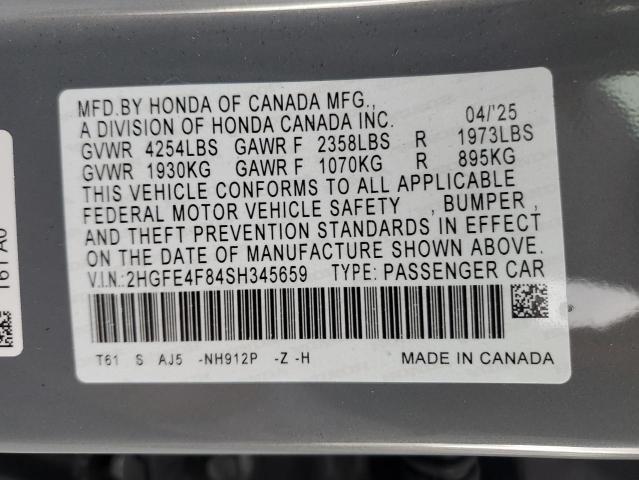 MFD.BY HONDA OF CANADA MFG., 04/'25
A DIVISION OF HONDA CANADA INC.
GVWR 4254LBS GAWR F 2358LBS R 1973LBS
GVWR 1930KG GAWR F 1070KG R 895KG
THIS VEHICLE CONFORMS TO ALL APPLICABLE
FEDERAL MOTOR VEHICLE SAFETY , BUMPER ,
AND THEFT PREVENTION STANDARDS IN EFFECT
ON THE DATE OF MANUFACTURE SHOWN ABOVE.
V.I.N.:2HGFE4F84SH345659 TYPE: PASSENGER CAR
T61 S AJ5 -NH912P -Z -H MADE IN CANADA
T61 A0